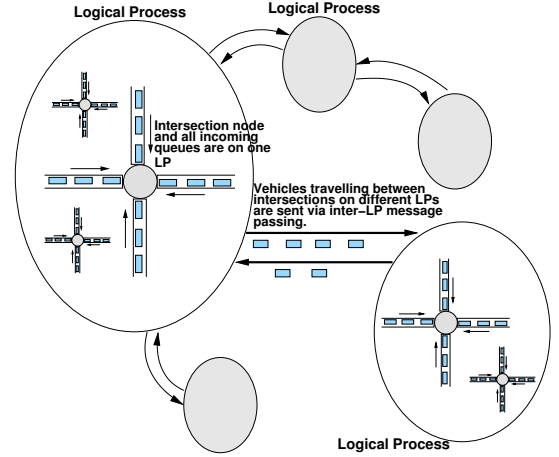 Logical Process
Logical Process
Intersection node
and all incoming
queues are on one
LP
Vehicles travelling between
intersections on different LPs
are sent via inter−LP message
passing.
Logical Process